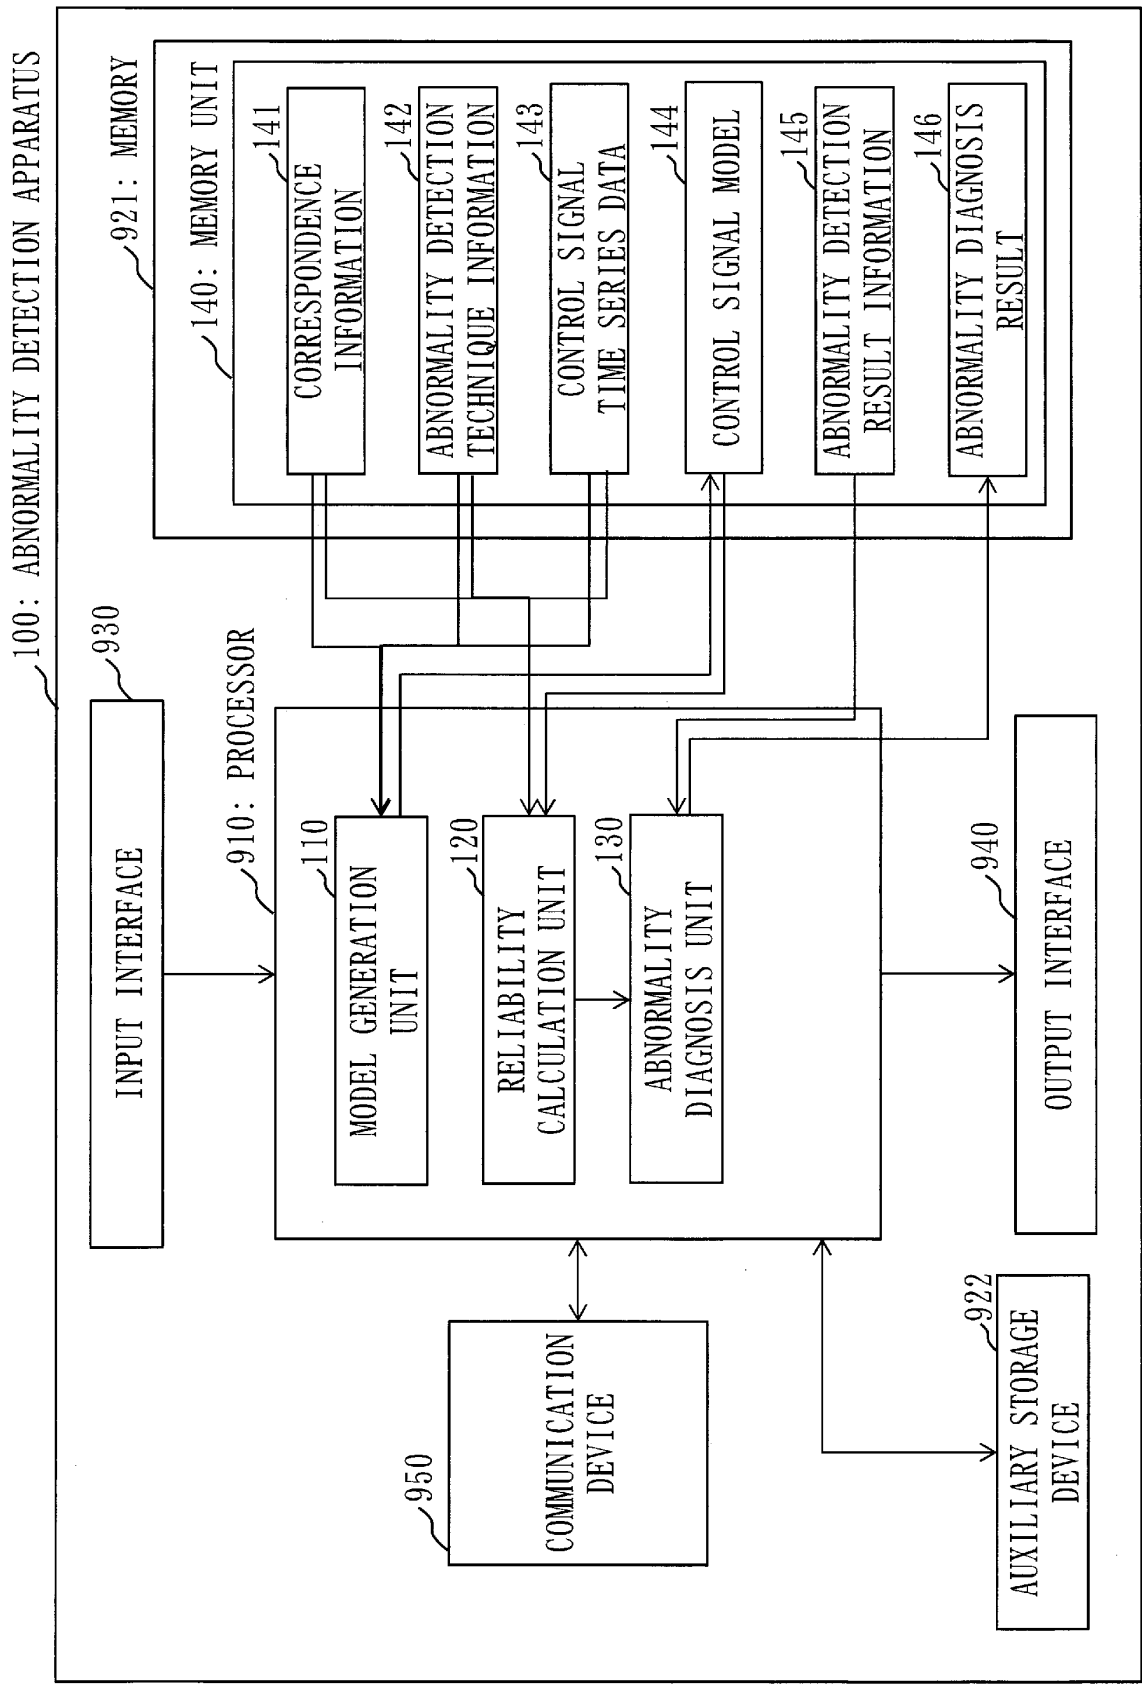 100: ABNORMALITY DETECTION APPARATUS
930
INPUT INTERFACE
910: PROCESSOR
110
MODEL GENERATION
UNIT
120
RELIABILITY
CALCULATION UNIT
130
ABNORMALITY
DIAGNOSIS UNIT
950
COMMUNICATION
DEVICE
922
AUXILIARY STORAGE
DEVICE
940
OUTPUT INTERFACE
921: MEMORY
140: MEMORY UNIT
141
CORRESPONDENCE
INFORMATION
142
ABNORMALITY DETECTION
TECHNIQUE INFORMATION
143
CONTROL SIGNAL
TIME SERIES DATA
144
CONTROL SIGNAL MODEL
145
ABNORMALITY DETECTION
RESULT INFORMATION
146
ABNORMALITY DIAGNOSIS
RESULT